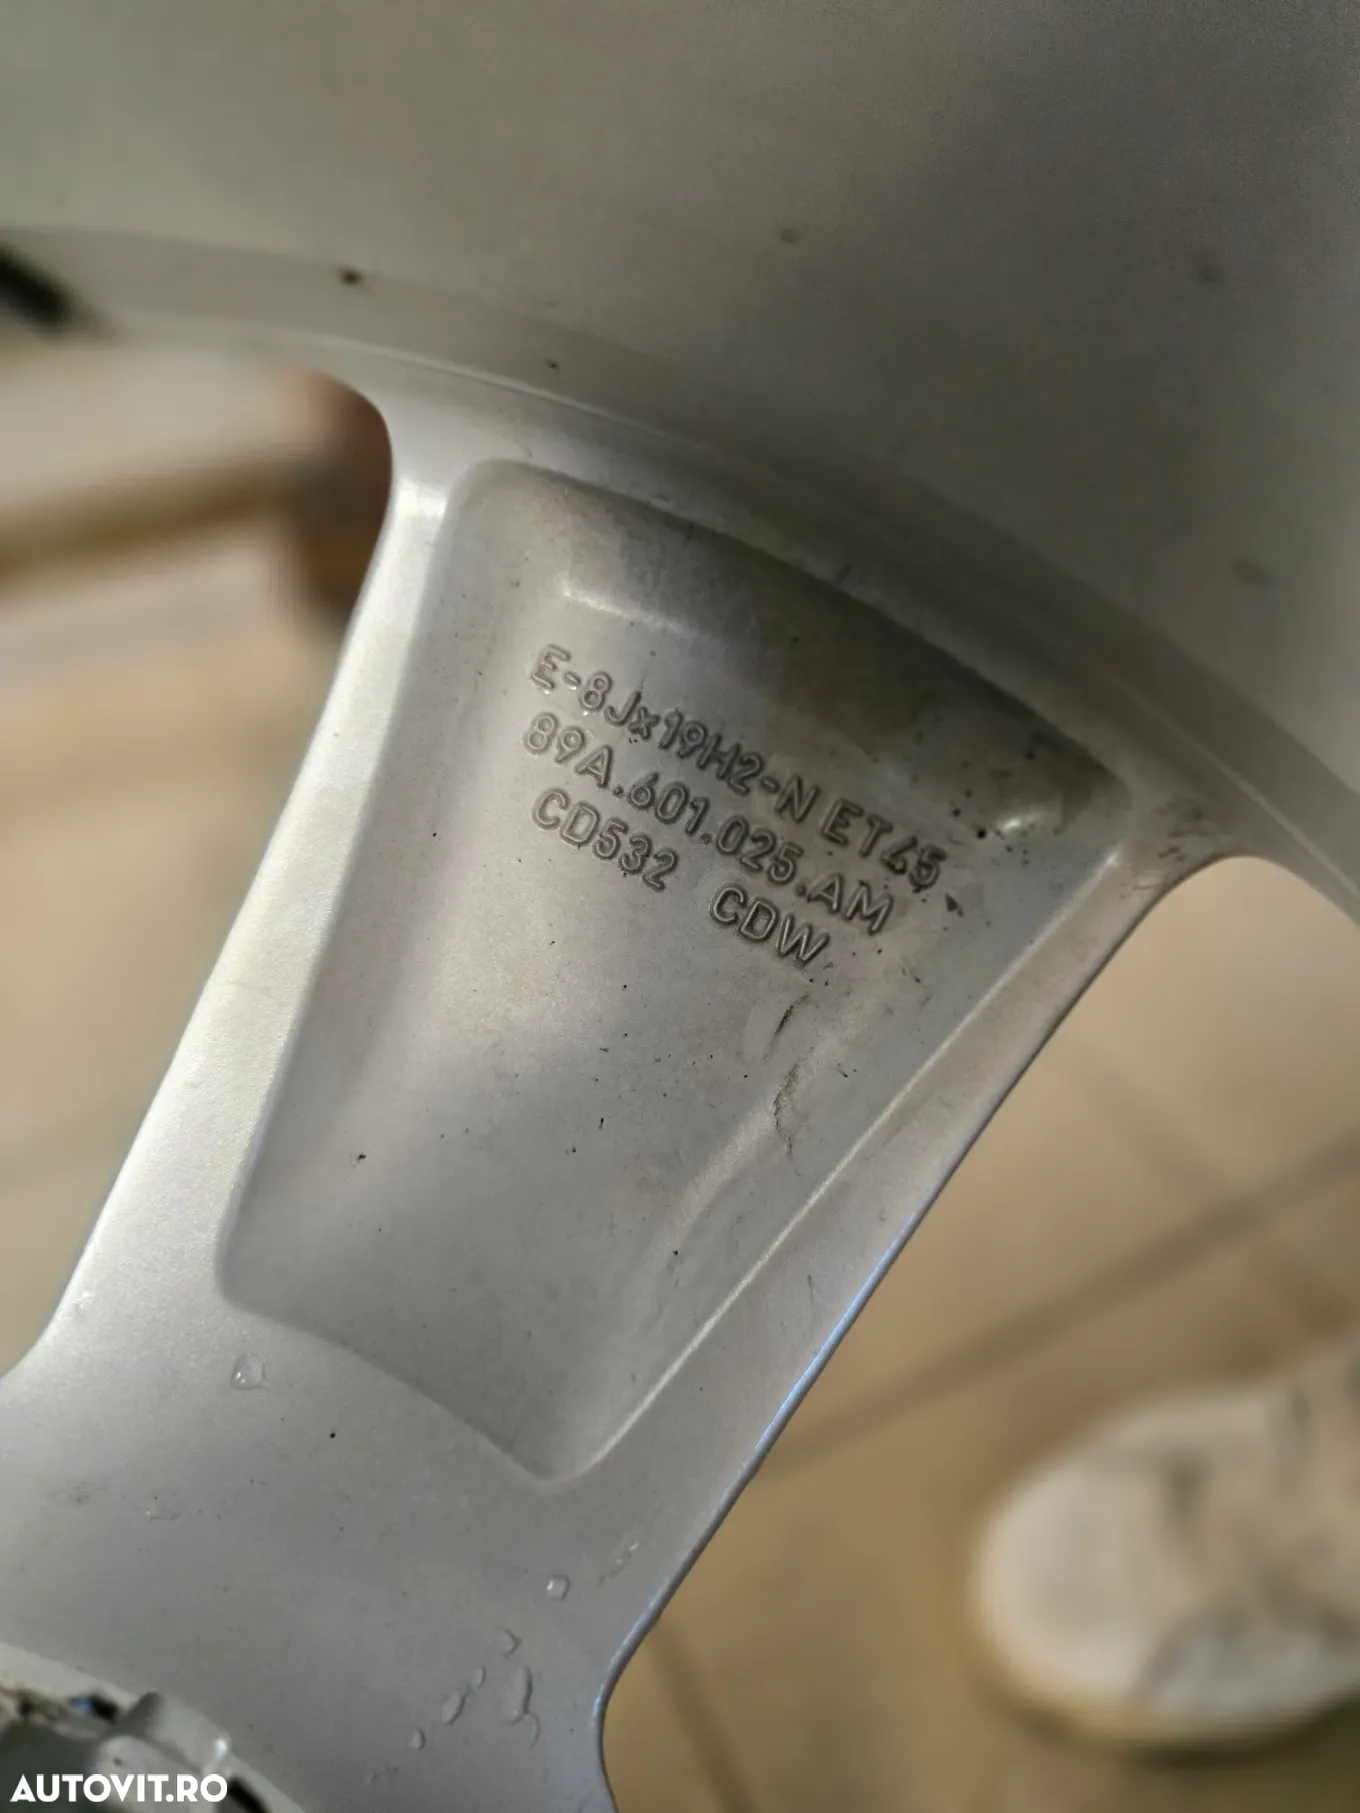 E-8Jx19H2-N ET45
89A.601.025.AM
CD532 CDW
AUTOVIT.RO